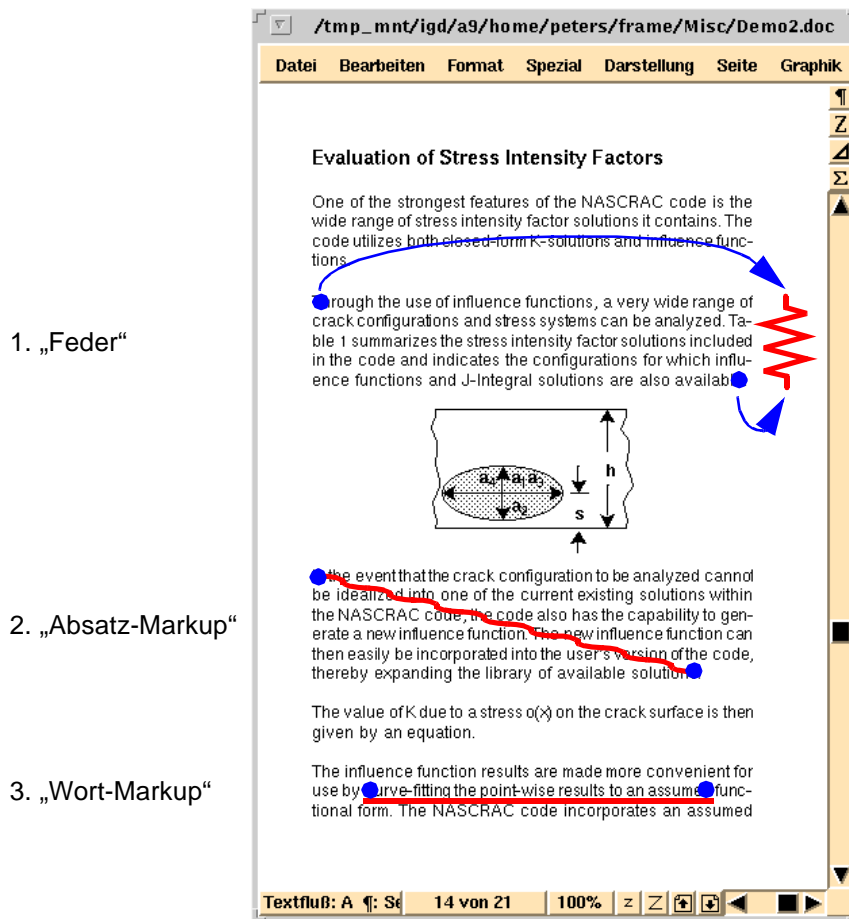 /tmp_mnt/igd/a9/home/peters/frame/Misc/Demo2.doc
Datei Bearbeiten Format Spezial Darstellung Seite Graphik
¶
Z
Σ
Evaluation of Stress Intensity Factors
One of the strongest features of the NASCRAC code is the
wide range of stress intensity factor solutions it contains. The
code utilizes both closed-form K-solutions and influence func-
tions.
Through the use of influence functions, a very wide range of
crack configurations and stress systems can be analyzed. Ta-
1. „Feder“
ble 1 summarizes the stress intensity factor solutions included
in the code and indicates the configurations for which influ-
ence functions and J-Integral solutions are also available
a4 a1 a3
h
a2
s
the event that the crack configuration to be analyzed cannot
be idealized into one of the current existing solutions within
the NASCRAC code, the code also has the capability to gen-
2. „Absatz-Markup“
erate a new influence function. The new influence function can
then easily be incorporated into the user's version of the code,
thereby expanding the library of available solutions
The value of K due to a stress o(x) on the crack surface is then
given by an equation.
The influence function results are made more convenient for
3. „Wort-Markup“
use by curve-fitting the point-wise results to an assumed func-
tional form. The NASCRAC code incorporates an assumed
Textfluß: A ¶: Se 14 von 21 100% z Z